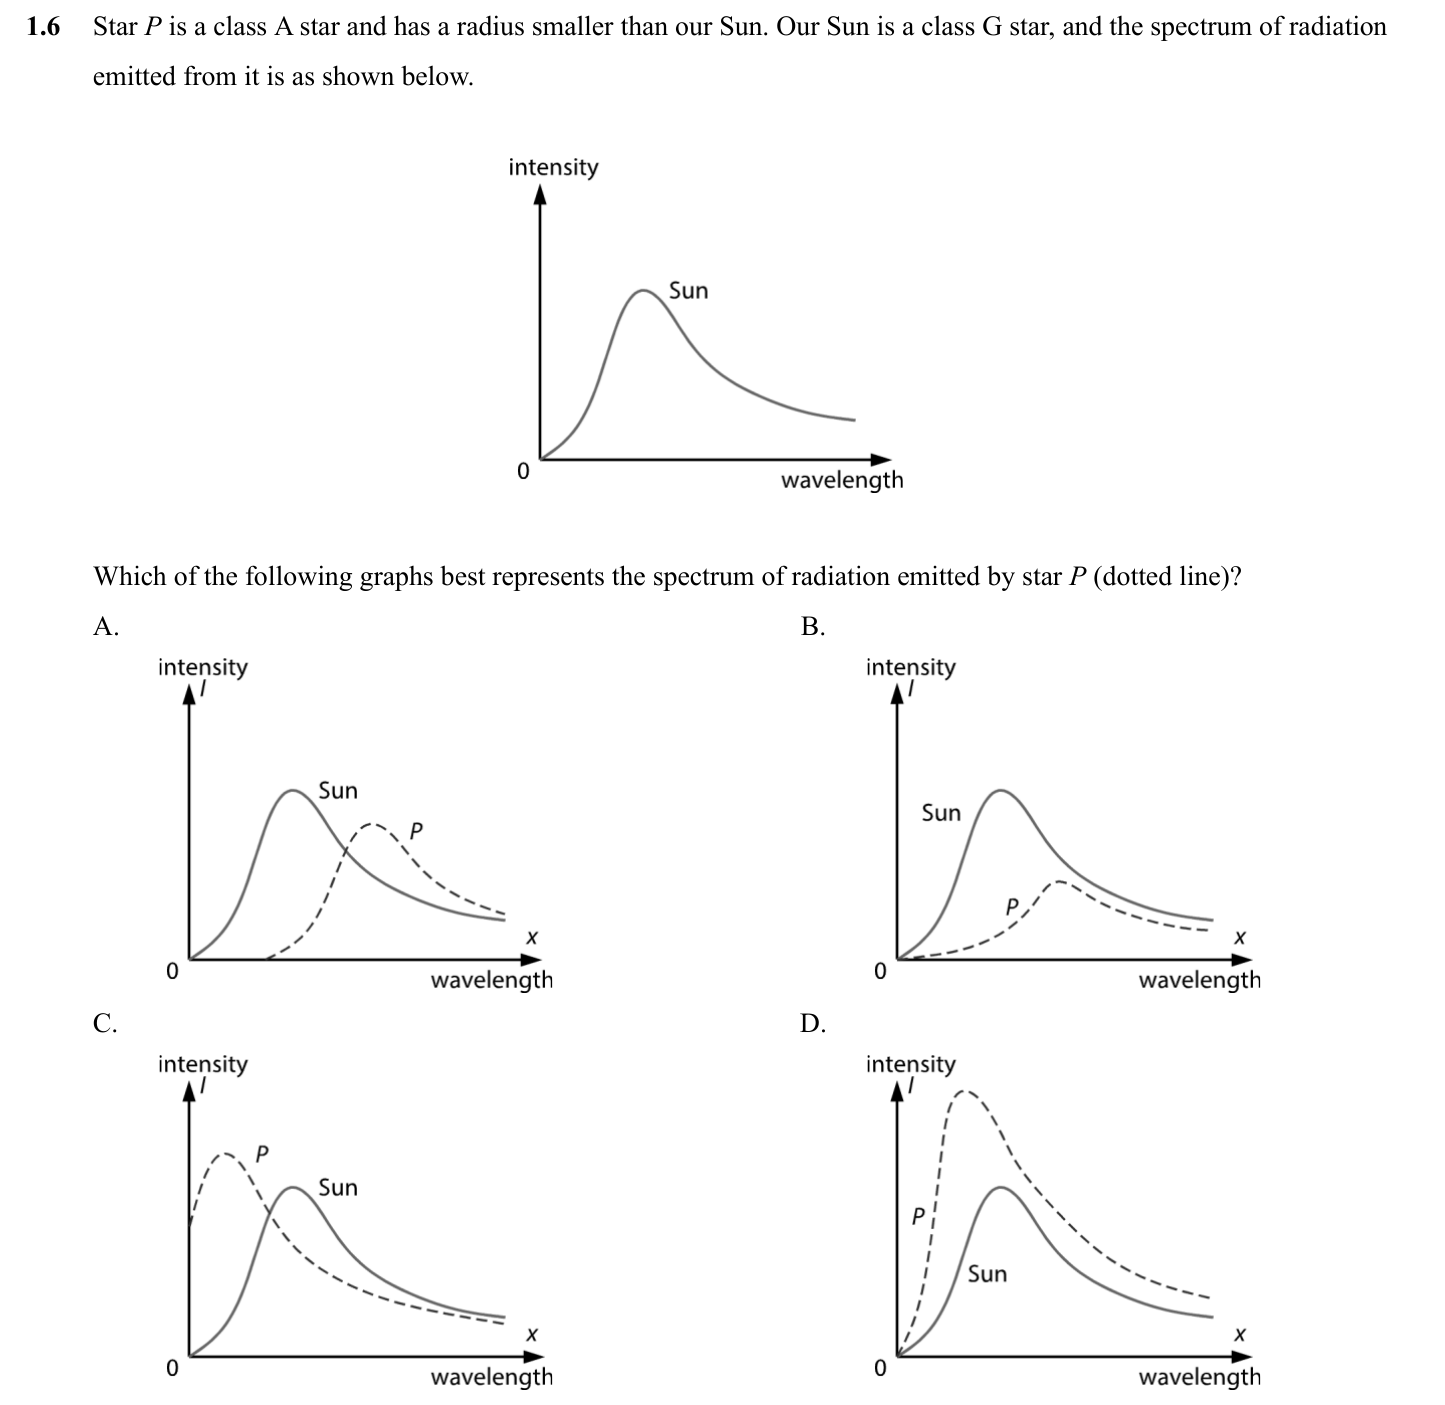 1.6 Star P is a class A star and has a radius smaller than our Sun. Our Sun is a class G star, and the spectrum of radiation
emitted from it is as shown below.
intensity
Sun
0
wavelength
Which of the following graphs best represents the spectrum of radiation emitted by star P (dotted line)?
A.
intensity
I
Sun
P
x
0
wavelength
B.
intensity
I
Sun
P
x
0
wavelength
C.
intensity
I
P
Sun
x
0
wavelength
D.
intensity
I
P
Sun
x
0
wavelength